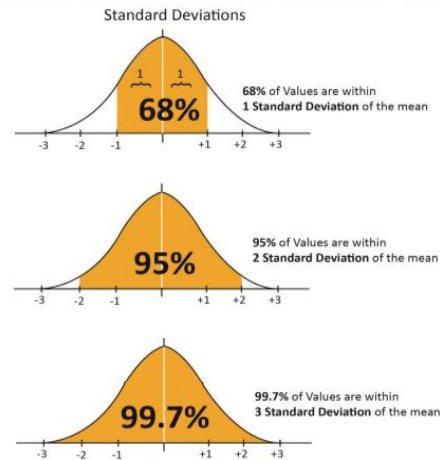 Standard Deviations
1 1
68%
68% of Values are within
1 Standard Deviation of the mean
-3 -2 -1 +1 +2 +3
95%
95% of Values are within
2 Standard Deviation of the mean
-3 -2 -1 +1 +2 +3
99.7%
99.7% of Values are within
3 Standard Deviation of the mean
-3 -2 -1 +1 +2 +3